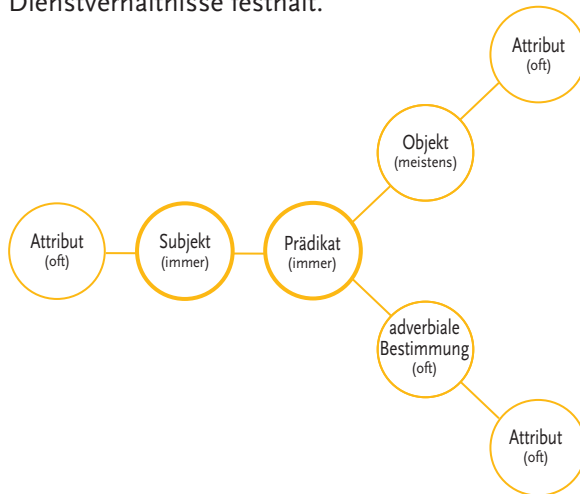 Dienstverhältnisse festhält.
Attribut
(oft)
Objekt
(meistens)
Attribut
(oft)
Subjekt
(immer)
Prädikat
(immer)
adverbiale
Bestimmung
(oft)
Attribut
(oft)